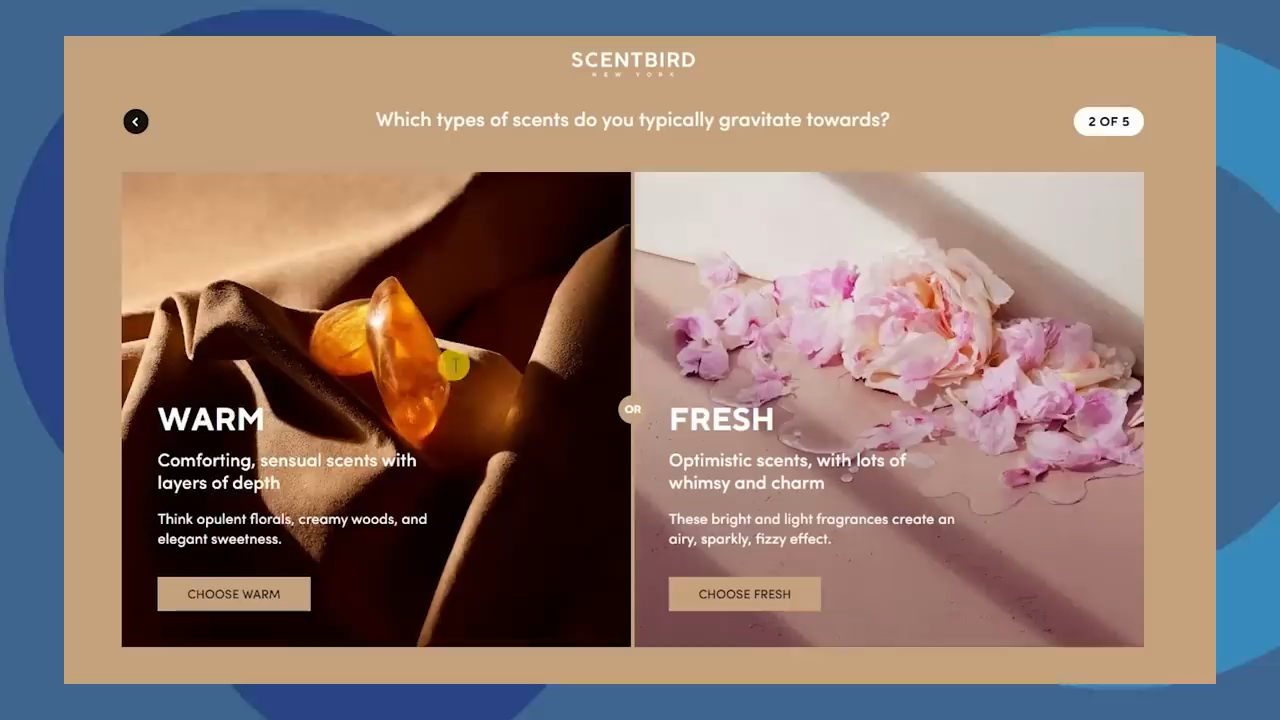 SCENTBIRD
NEW YORK
Which types of scents do you typically gravitate towards?
2 OF 5
WARM
Comforting, sensual scents with
layers of depth
Think opulent florals, creamy woods, and
elegant sweetness.
CHOOSE WARM
OR
FRESH
Optimistic scents, with lots of
whimsy and charm
These bright and light fragrances create an
airy, sparkly, fizzy effect.
CHOOSE FRESH